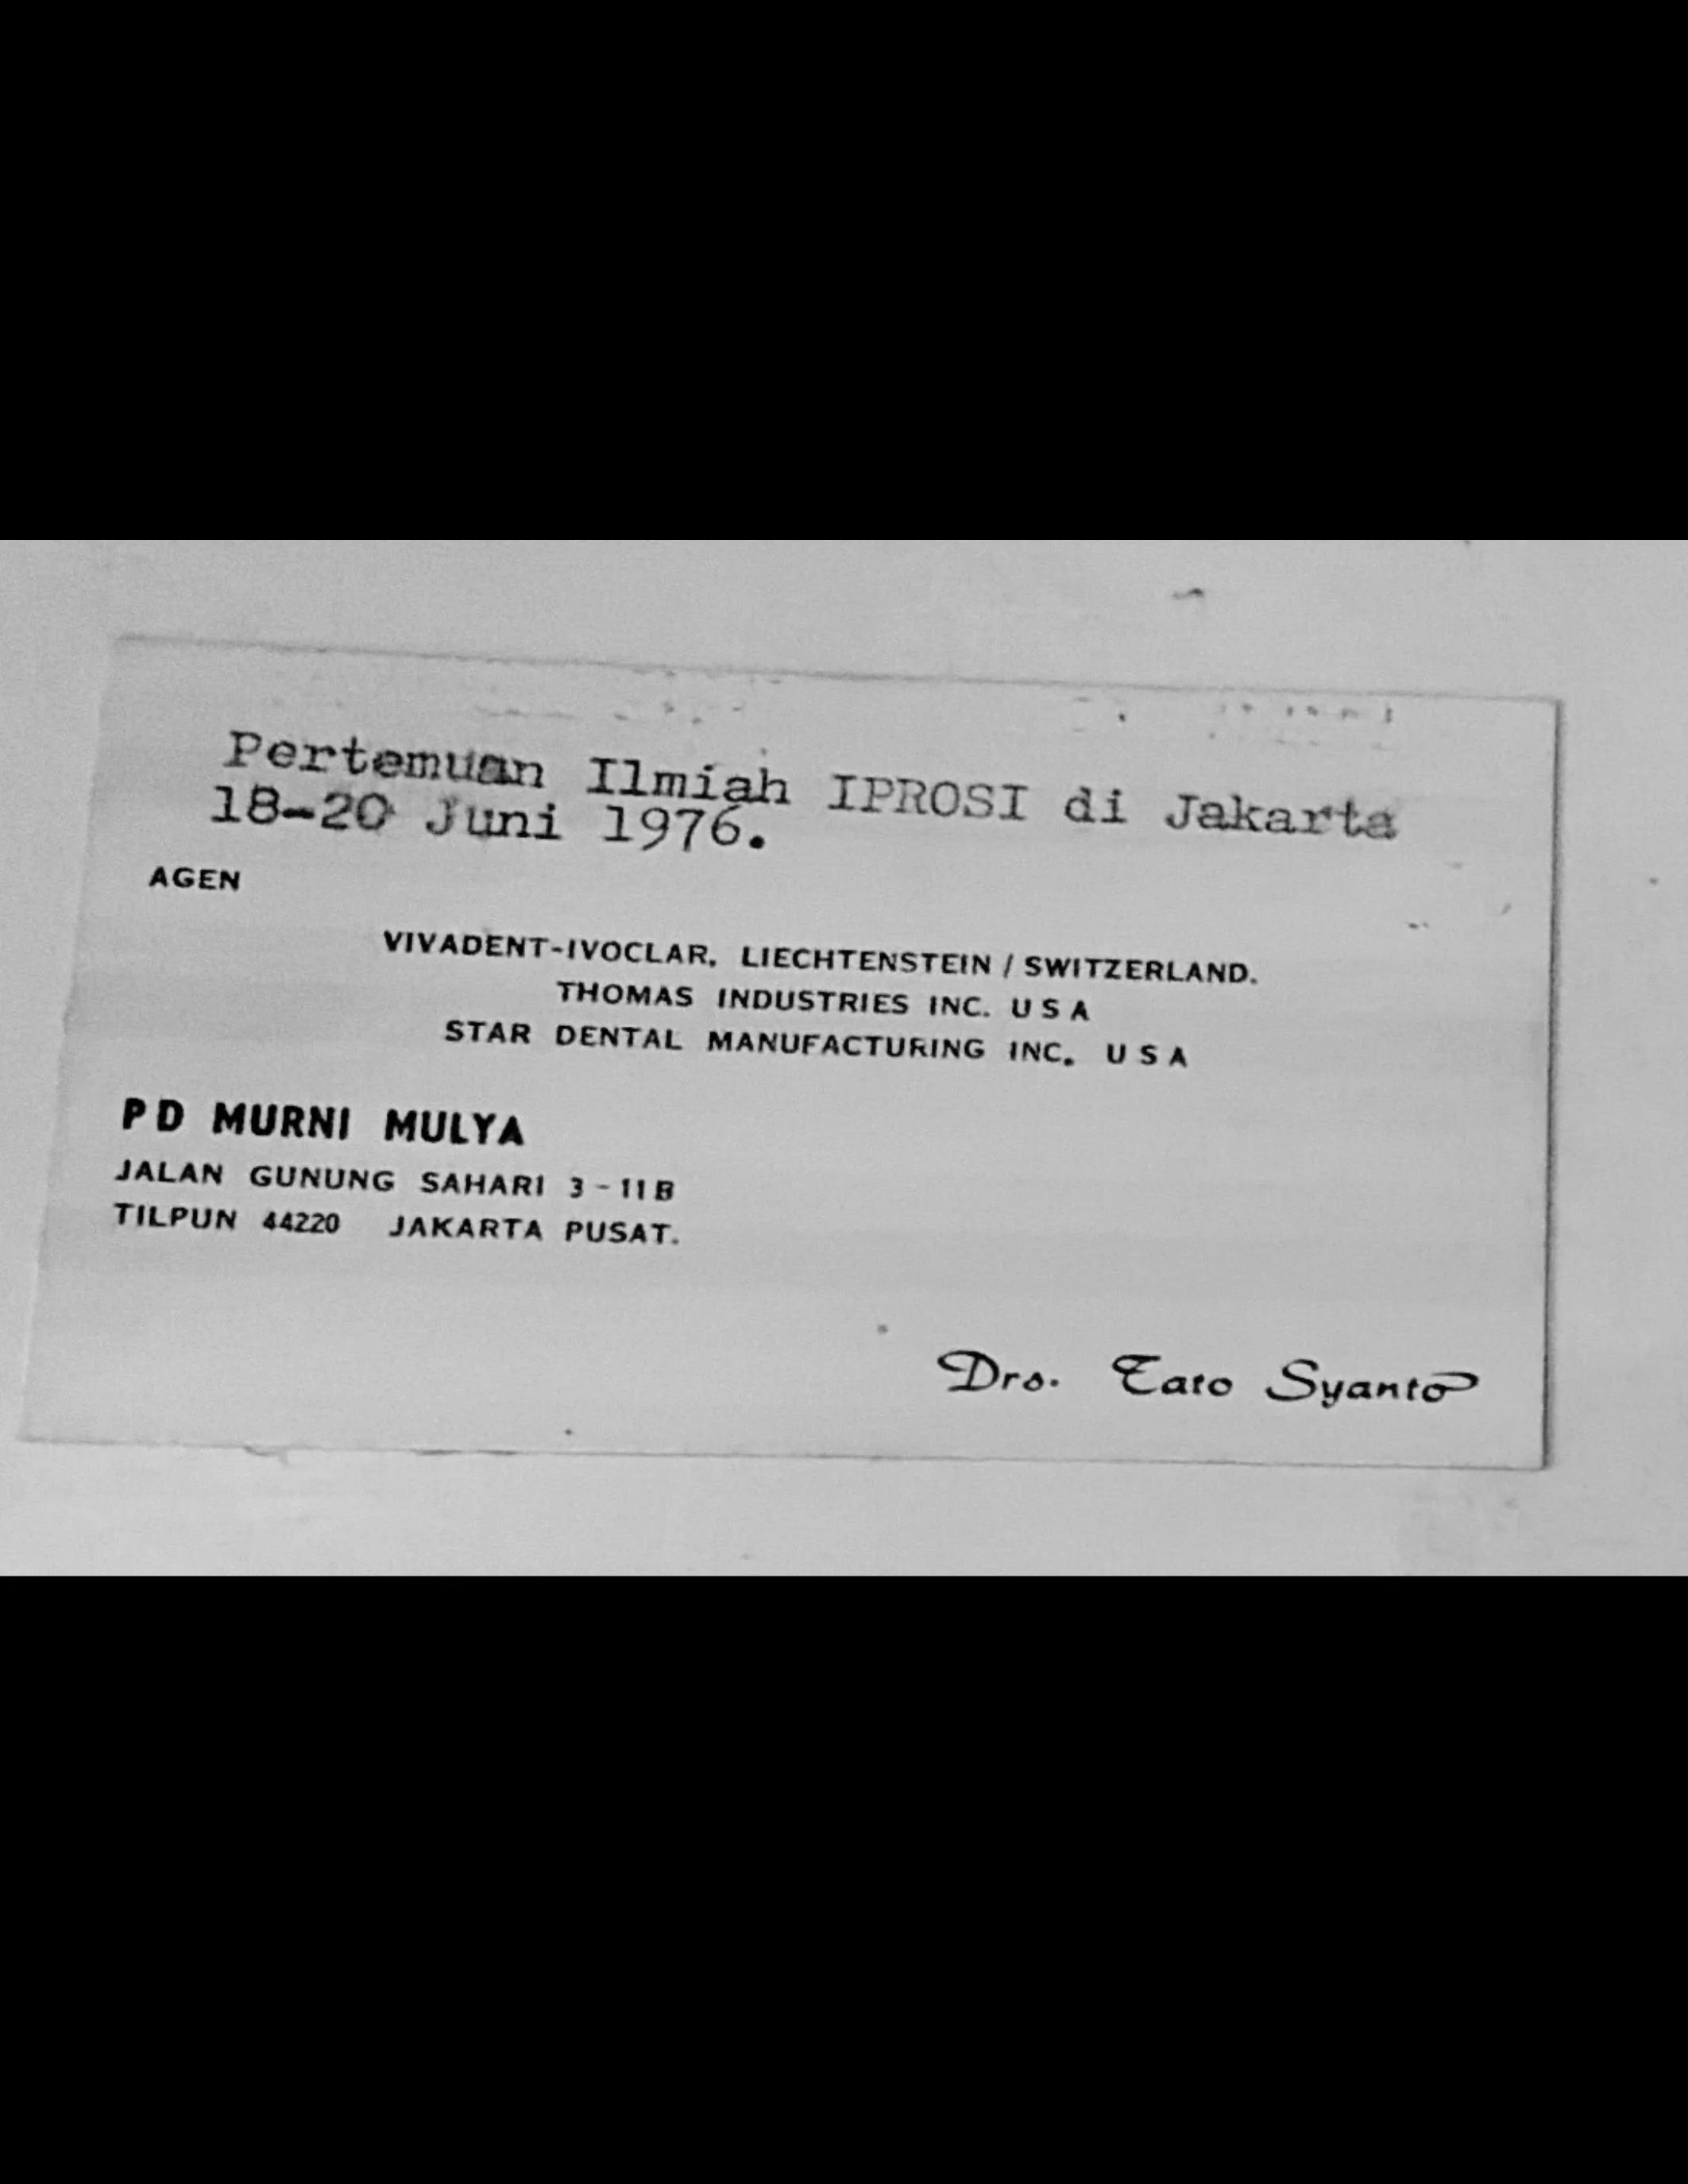 Pertemuan Ilmiah IPROSI di Jakarta
18-20 Juni 1976.
AGEN
VIVADENT-IVOCLAR, LIECHTENSTEIN / SWITZERLAND.
THOMAS INDUSTRIES INC. U S A
STAR DENTAL MANUFACTURING INC. U S A
PD MURNI MULYA
JALAN GUNUNG SAHARI 3 - 11 B
TILPUN 44220 JAKARTA PUSAT.
Drs. Tato Syanto